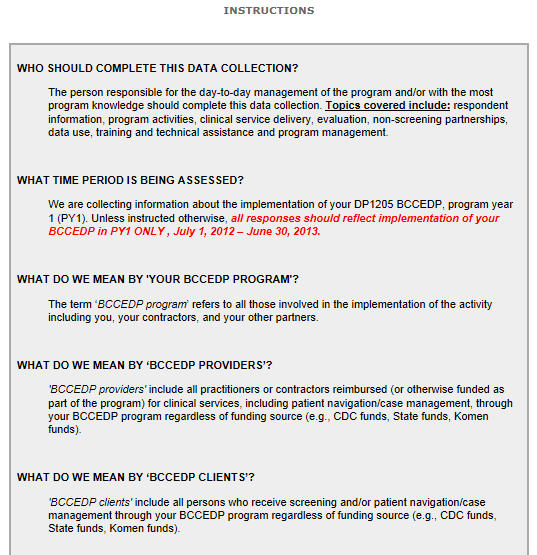 INSTRUCTIONS
WHO SHOULD COMPLETE THIS DATA COLLECTION?
The person responsible for the day-to-day management of the program and/or with the most
program knowledge should complete this data collection. Topics covered include: respondent
information, program activities, clinical service delivery, evaluation, non-screening partnerships,
data use, training and technical assistance and program management.
WHAT TIME PERIOD IS BEING ASSESSED?
We are collecting information about the implementation of your DP1205 BCCEDP, program year
1 (PY1). Unless instructed otherwise, all responses should reflect implementation of your
BCCEDP in PY1 ONLY , July 1, 2012 – June 30, 2013.
WHAT DO WE MEAN BY 'YOUR BCCEDP PROGRAM'?
The term ‘BCCEDP program’ refers to all those involved in the implementation of the activity
including you, your contractors, and your other partners.
WHAT DO WE MEAN BY ‘BCCEDP PROVIDERS’?
'BCCEDP providers' include all practitioners or contractors reimbursed (or otherwise funded as
part of the program) for clinical services, including patient navigation/case management, through
your BCCEDP program regardless of funding source (e.g., CDC funds, State funds, Komen
funds).
WHAT DO WE MEAN BY ‘BCCEDP CLIENTS’?
'BCCEDP clients' include all persons who receive screening and/or patient navigation/case
management through your BCCEDP program regardless of funding source (e.g., CDC funds,
State funds, Komen funds).